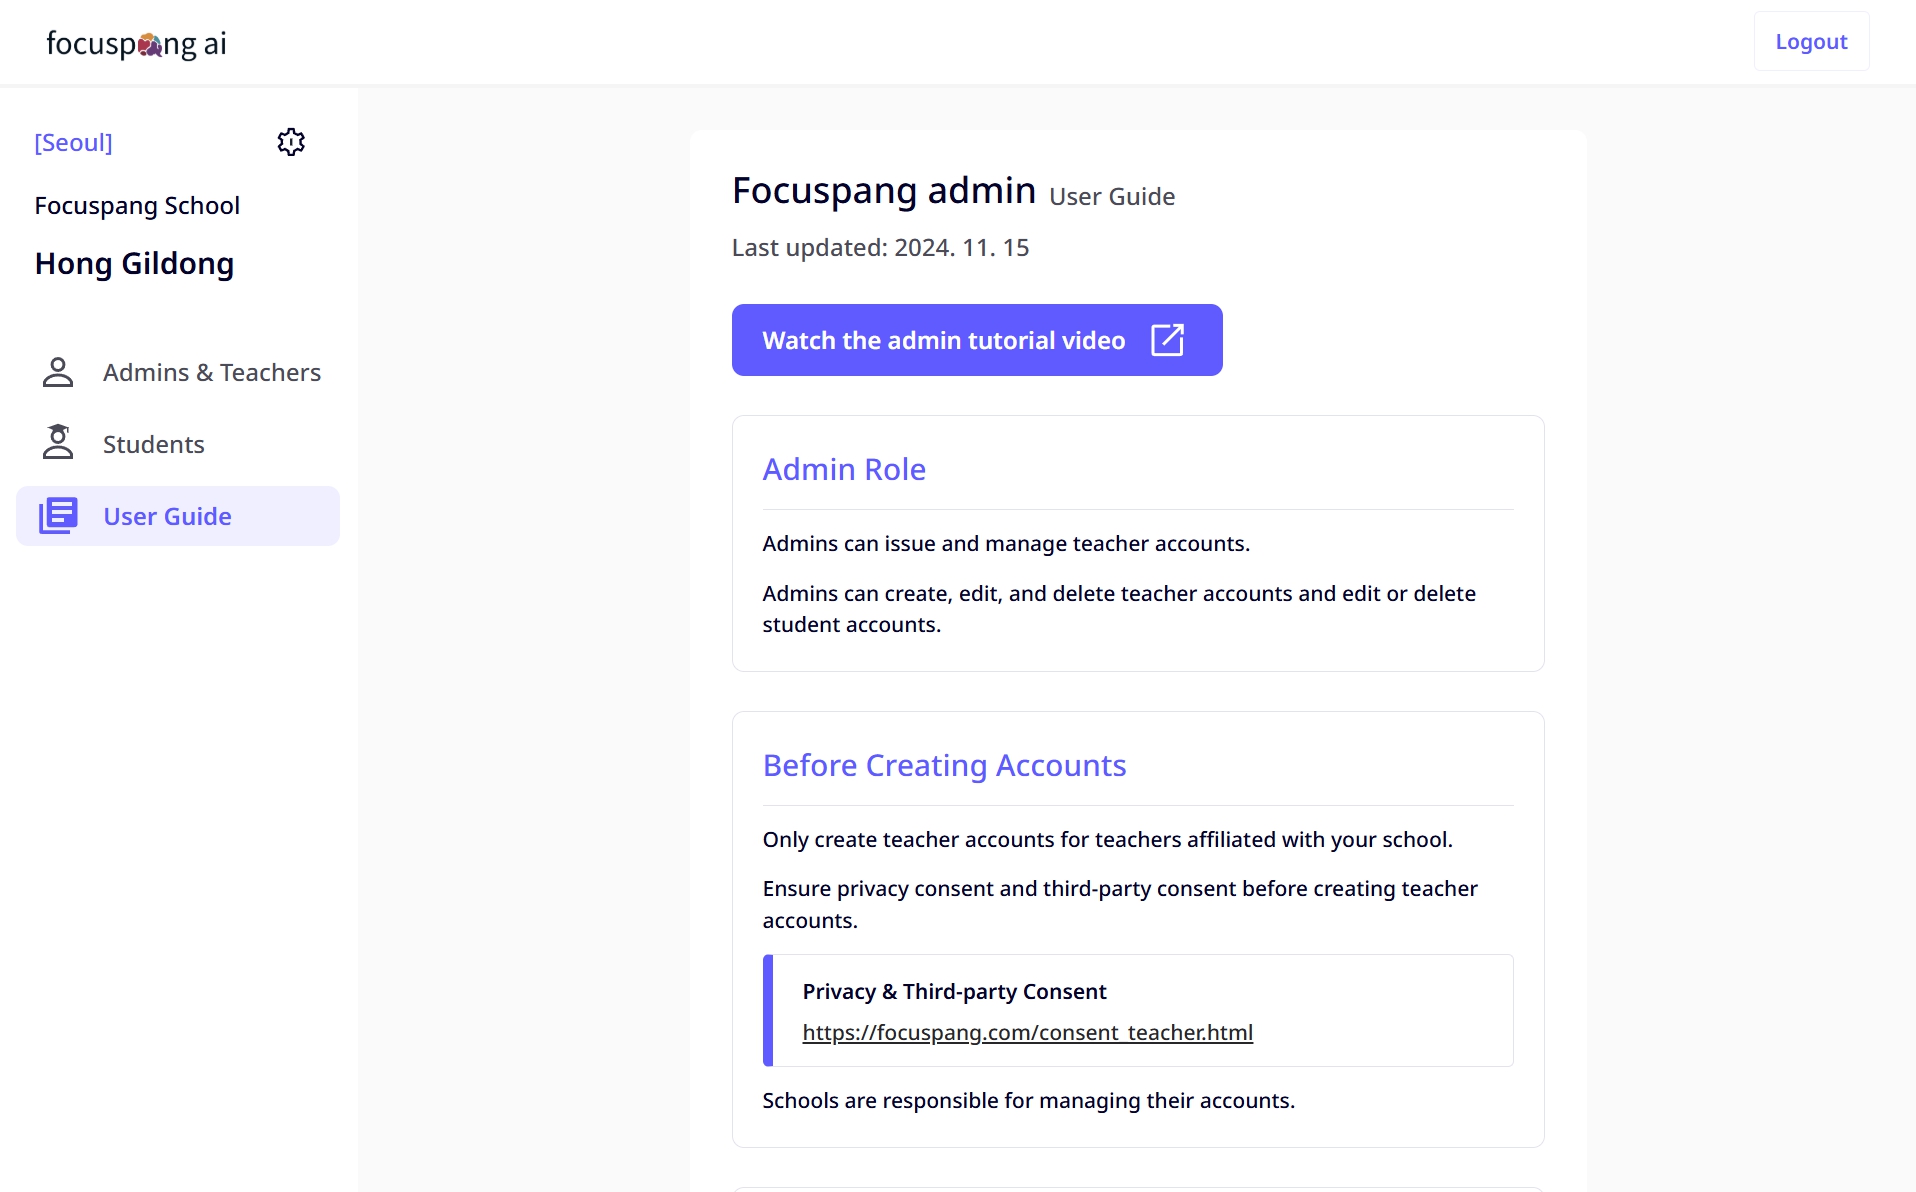 focuspang ai
Logout
[Seoul]
Focuspang School
Hong Gildong
Admins & Teachers
Students
User Guide
Focuspang admin User Guide
Last updated: 2024. 11. 15
Watch the admin tutorial video
Admin Role
Admins can issue and manage teacher accounts.
Admins can create, edit, and delete teacher accounts and edit or delete
student accounts.
Before Creating Accounts
Only create teacher accounts for teachers affiliated with your school.
Ensure privacy consent and third-party consent before creating teacher
accounts.
Privacy & Third-party Consent
https://focuspang.com/consent_teacher.html
Schools are responsible for managing their accounts.